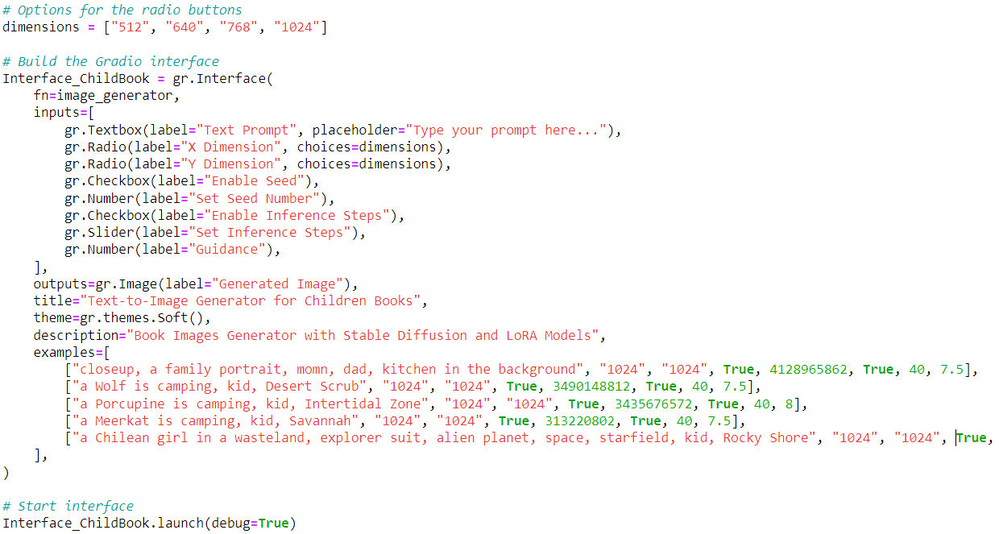 # Options for the radio buttons
dimensions = ["512", "640", "768", "1024"]

# Build the Gradio interface
Interface_ChildBook = gr.Interface(
    fn=image_generator,
    inputs=[
        gr.Textbox(label="Text Prompt", placeholder="Type your prompt here..."),
        gr.Radio(label="X Dimension", choices=dimensions),
        gr.Radio(label="Y Dimension", choices=dimensions),
        gr.Checkbox(label="Enable Seed"),
        gr.Number(label="Set Seed Number"),
        gr.Checkbox(label="Enable Inference Steps"),
        gr.Slider(label="Set Inference Steps"),
        gr.Number(label="Guidance"),
    ],
    outputs=gr.Image(label="Generated Image"),
    title="Text-to-Image Generator for Children Books",
    theme=gr.themes.Soft(),
    description="Book Images Generator with Stable Diffusion and LoRA Models",
    examples=[
        ["closeup, a family portrait, momn, dad, kitchen in the background", "1024", "1024", True, 4128965862, True, 40, 7.5],
        ["a Wolf is camping, kid, Desert Scrub", "1024", "1024", True, 3490148812, True, 40, 7.5],
        ["a Porcupine is camping, kid, Intertidal Zone", "1024", "1024", True, 3435676572, True, 40, 8],
        ["a Meerkat is camping, kid, Savannah", "1024", "1024", True, 313220802, True, 40, 7.5],
        ["a Chilean girl in a wasteland, explorer suit, alien planet, space, starfield, kid, Rocky Shore", "1024", "1024", True,
    ],
)

# Start interface
Interface_ChildBook.launch(debug=True)